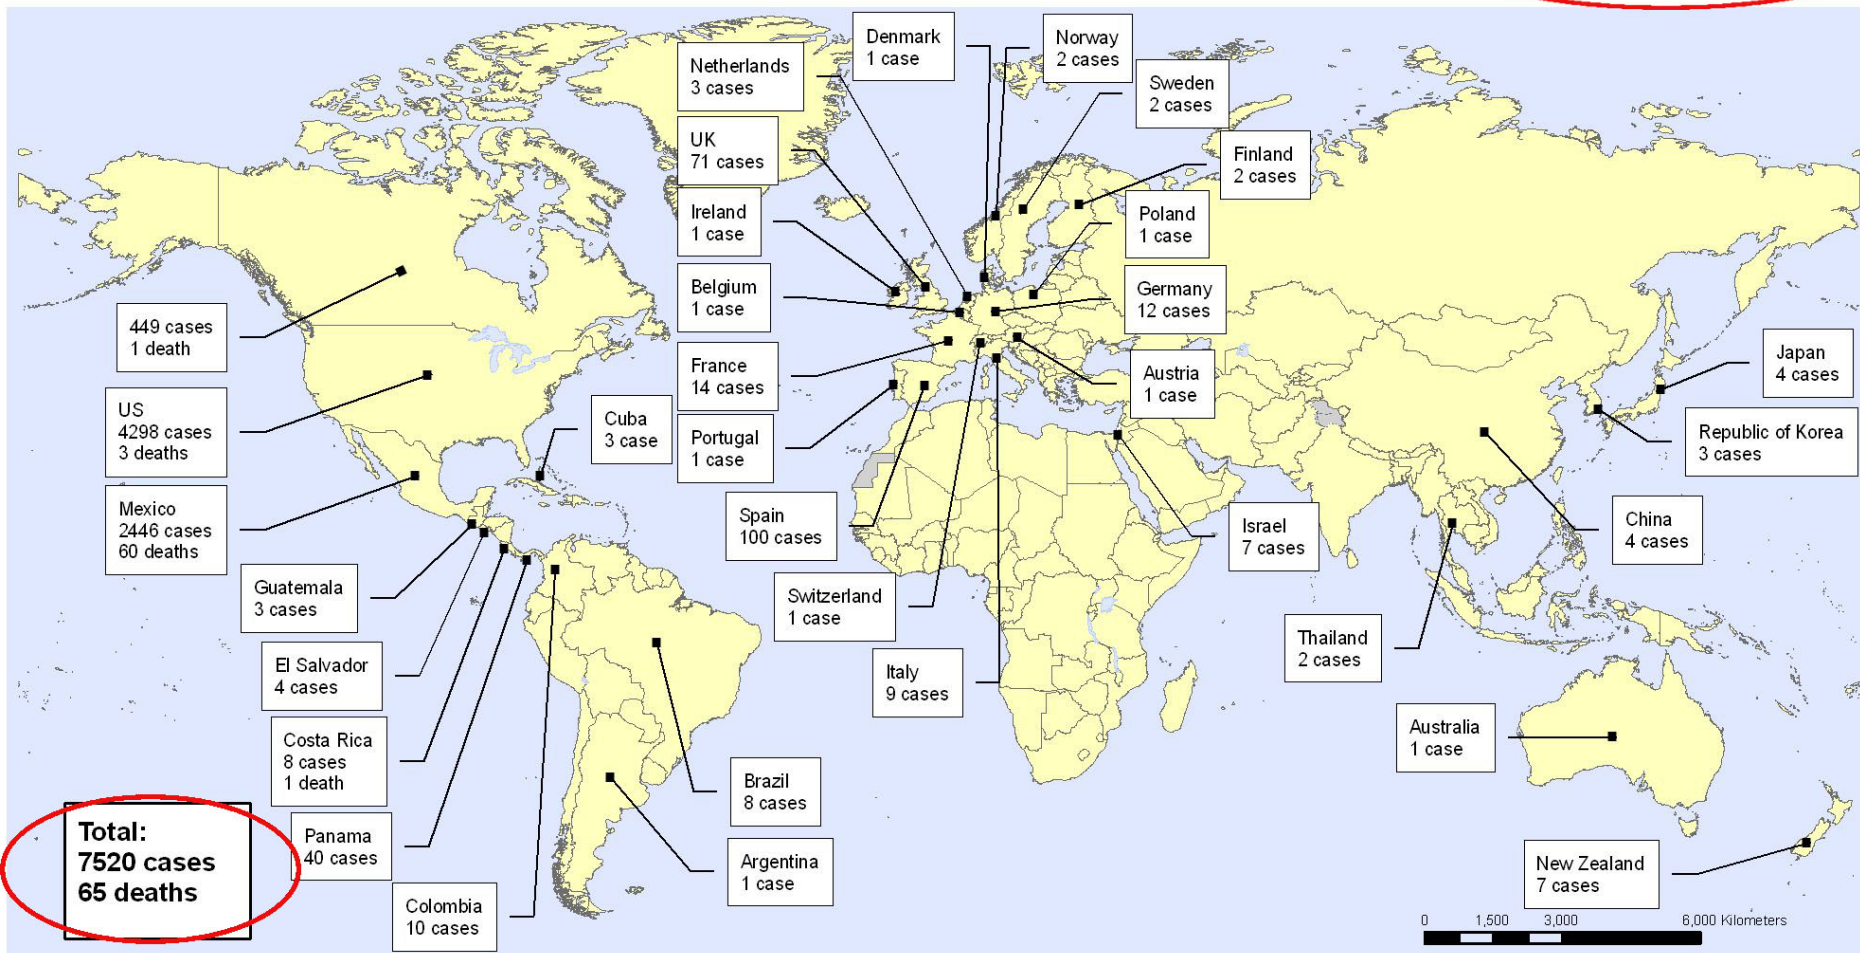 Denmark
1 case
Norway
2 cases
Netherlands
3 cases
Sweden
2 cases
UK
71 cases
Finland
2 cases
Ireland
1 case
Poland
1 case
Belgium
1 case
Germany
12 cases
449 cases
1 death
France
14 cases
Austria
1 case
Japan
4 cases
US
4298 cases
3 deaths
Cuba
3 case
Portugal
1 case
Republic of Korea
3 cases
Mexico
2446 cases
60 deaths
Spain
100 cases
Israel
7 cases
China
4 cases
Guatemala
3 cases
Switzerland
1 case
Thailand
2 cases
El Salvador
4 cases
Italy
9 cases
Costa Rica
8 cases
1 death
Australia
1 case
Brazil
8 cases
Total:
7520 cases
65 deaths
Panama
40 cases
Argentina
1 case
New Zealand
7 cases
Colombia
10 cases
0 1,500 3,000 6,000 Kilometers